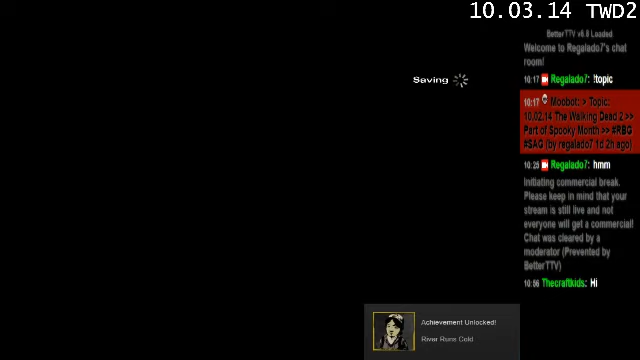 10.03.14 TWD2
BetterTTV v6.8 Loaded
Welcome to Regalado7's chat
room!
Saving
10:17 Regalado7: !topic
10:17 Moobot: > Topic:
10.02.14 The Walking Dead 2 >>
Part of Spooky Month >> #RBG
#SAG (by regalado7 1d 2h ago)
10:25 Regalado7: hmm
Initiating commercial break.
Please keep in mind that your
stream is still live and not
everyone will get a commercial!
Chat was cleared by a
moderator (Prevented by
BetterTTV)
10:56 Thecraftkids: Hi
Achievement Unlocked!
River Runs Cold